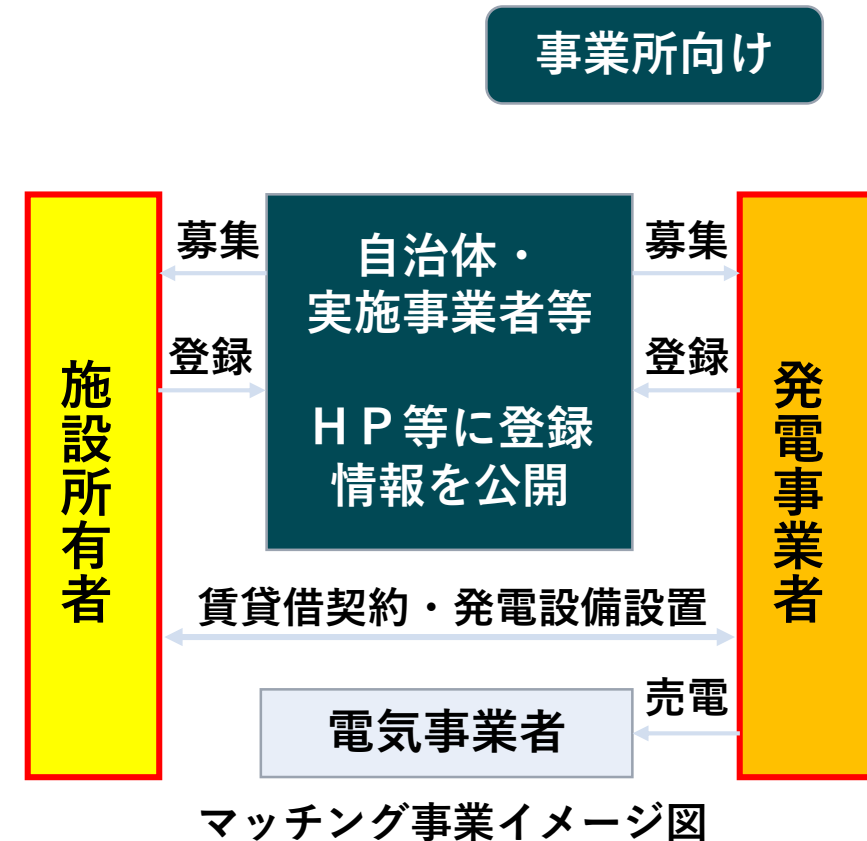 事業所向け
募集
自治体・
実施事業者等
ＨＰ等に登録
情報を公開
募集
登録
登録
施設所有者
発電事業者
賃貸借契約・発電設備設置
売電
電気事業者
マッチング事業イメージ図